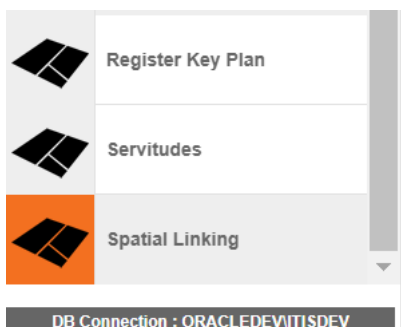 Register Key Plan
Servitudes
Spatial Linking
DB Connection : ORACLEDEV\ITISDEV